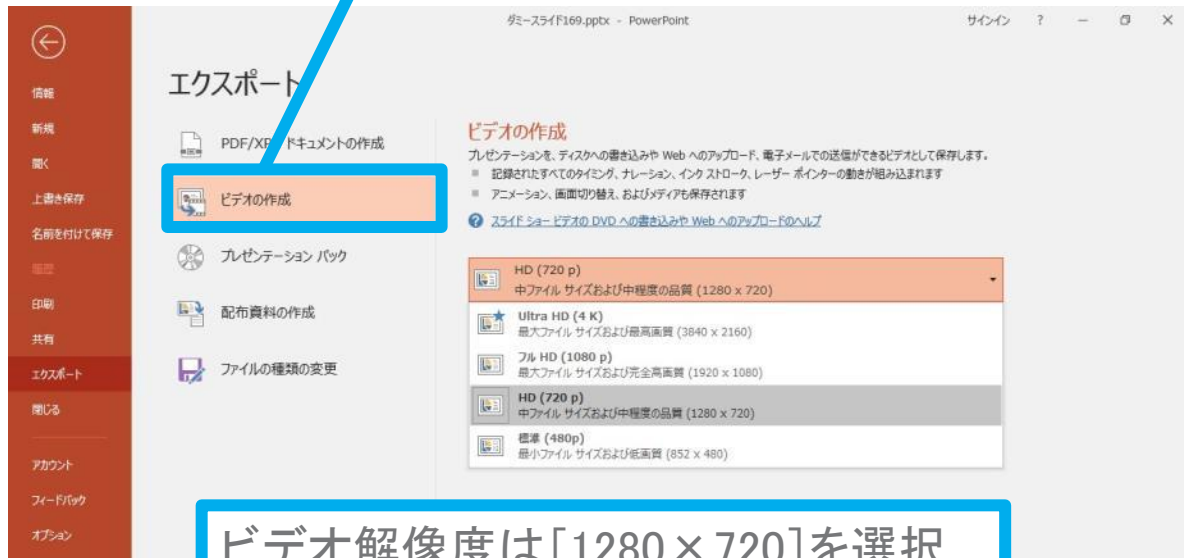 ダミースライド169.pptx - PowerPoint
サインイン ?
情報
新規
開く
上書き保存
名前を付けて保存
履歴
印刷
共有
エクスポート
閉じる
アカウント
フィードバック
オプション
エクスポート
PDF/XP ドキュメントの作成
ビデオの作成
プレゼンテーション パック
配布資料の作成
ファイルの種類の変更
ビデオの作成
プレゼンテーションを、ディスクへの書き込みや Web へのアップロード、電子メールでの送信ができるビデオとして保存します。
記録されたすべてのタイミング、ナレーション、インク ストローク、レーザー ポインターの動きが組み込まれます
アニメーション、画面切り替え、およびメディアも保存されます
スライド ショー ビデオの DVD への書き込みや Web へのアップロードのヘルプ
HD (720 p)
中ファイル サイズおよび中程度の品質 (1280 x 720)
Ultra HD (4 K)
最大ファイル サイズおよび最高画質 (3840 x 2160)
フル HD (1080 p)
最大ファイル サイズおよび完全高画質 (1920 x 1080)
HD (720 p)
中ファイル サイズおよび中程度の品質 (1280 x 720)
標準 (480p)
最小ファイル サイズおよび低画質 (852 x 480)
ビデオ解像度は[1280×720]を選択